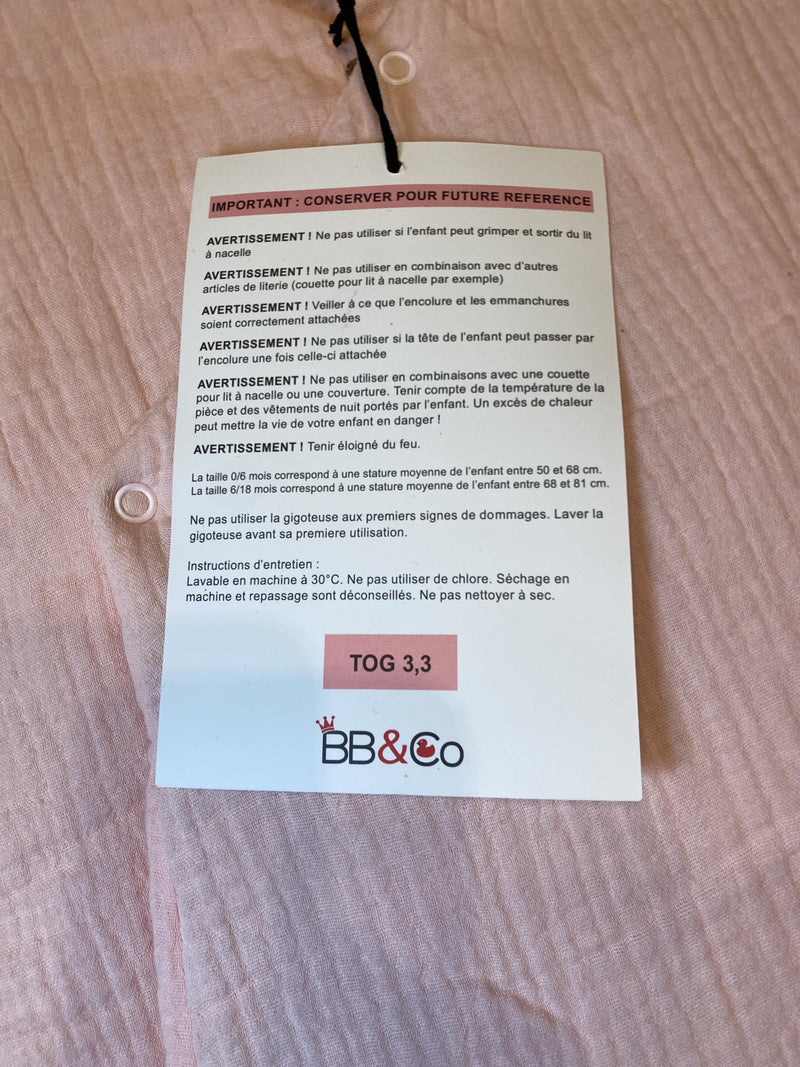 IMPORTANT : CONSERVER POUR FUTURE REFERENCE
AVERTISSEMENT ! Ne pas utiliser si l'enfant peut grimper et sortir du lit
à nacelle
AVERTISSEMENT ! Ne pas utiliser en combinaison avec d'autres
articles de literie (couette pour lit à nacelle par exemple)
AVERTISSEMENT ! Veiller à ce que l'encolure et les emmanchures
soient correctement attachées
AVERTISSEMENT ! Ne pas utiliser si la tête de l'enfant peut passer par
l'encolure une fois celle-ci attachée
AVERTISSEMENT ! Ne pas utiliser en combinaisons avec une couette
pour lit à nacelle ou une couverture. Tenir compte de la température de la
pièce et des vêtements de nuit portés par l'enfant. Un excès de chaleur
peut mettre la vie de votre enfant en danger !
AVERTISSEMENT ! Tenir éloigné du feu.
La taille 0/6 mois correspond à une stature moyenne de l'enfant entre 50 et 68 cm.
La taille 6/18 mois correspond à une stature moyenne de l'enfant entre 68 et 81 cm.
Ne pas utiliser la gigoteuse aux premiers signes de dommages. Laver la
gigoteuse avant sa premiere utilisation.
Instructions d'entretien :
Lavable en machine à 30°C. Ne pas utiliser de chlore. Séchage en
machine et repassage sont déconseillés. Ne pas nettoyer à sec.
TOG 3,3
BB&Co